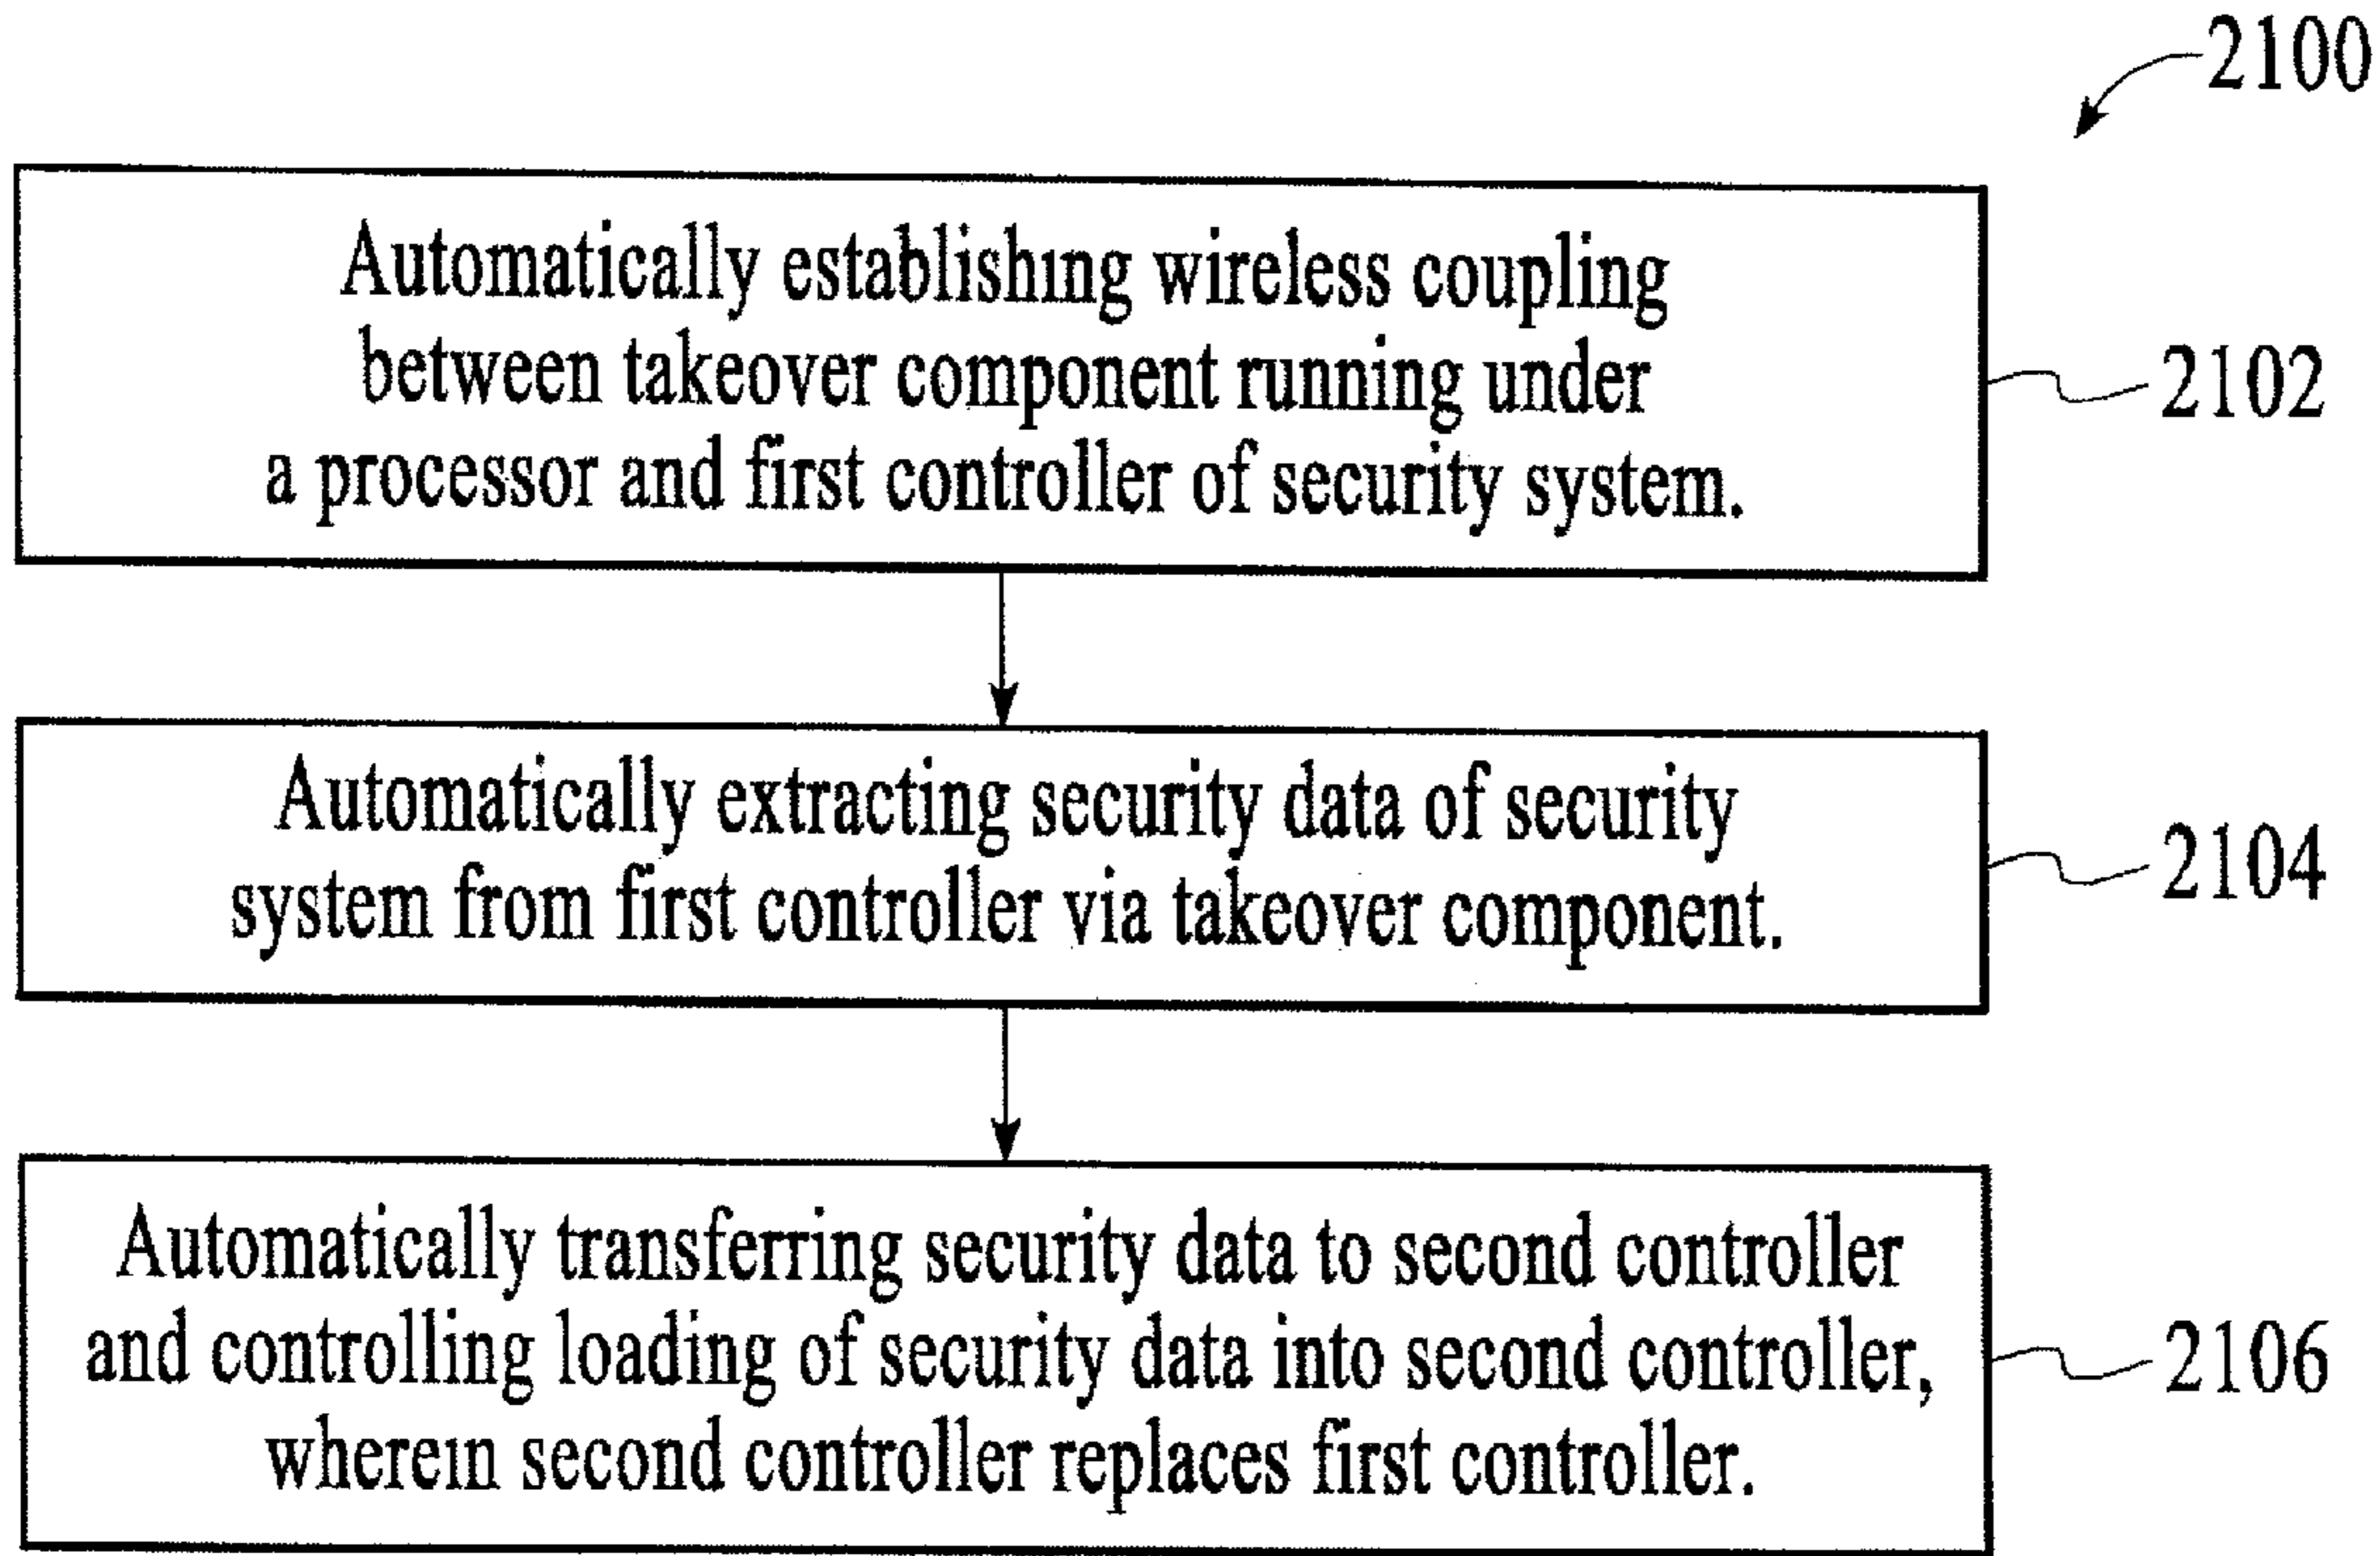 2100
Automatically establishing wireless coupling
between takeover component running under
a processor and first controller of security system.
2102
Automatically extracting security data of security
system from first controller via takeover component.
2104
Automatically transferring security data to second controller
and controlling loading of security data into second controller,
wherein second controller replaces first controller.
2106